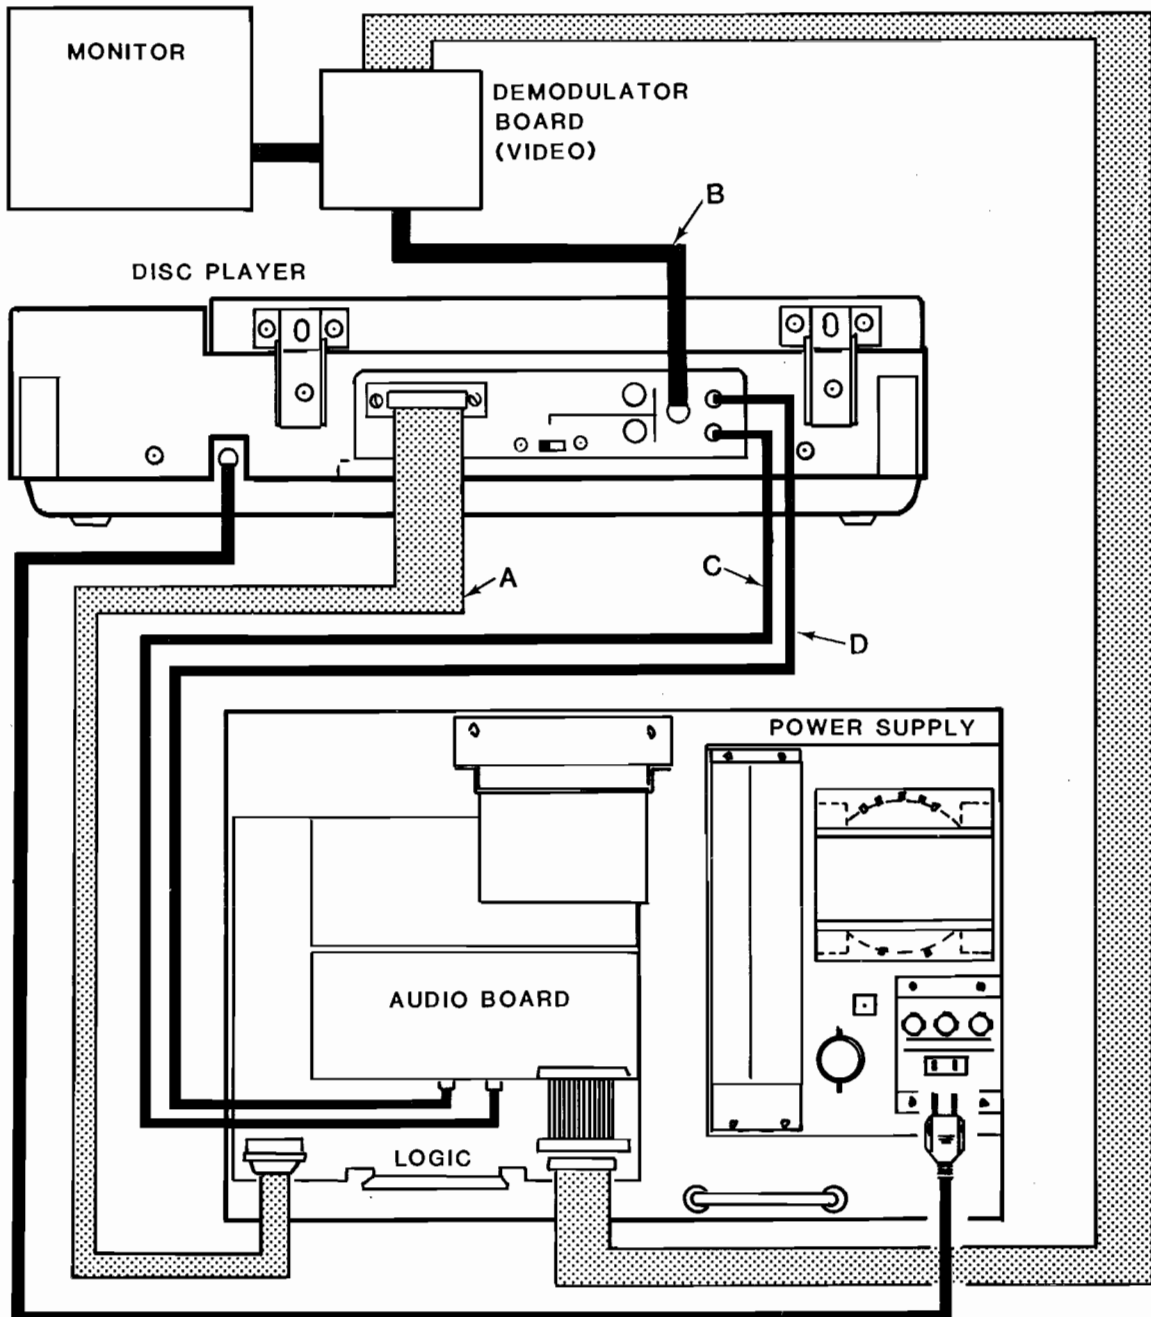 MONITOR
DEMODULATOR
BOARD
(VIDEO)
B
DISC PLAYER
A
C
D
POWER SUPPLY
AUDIO BOARD
LOGIC